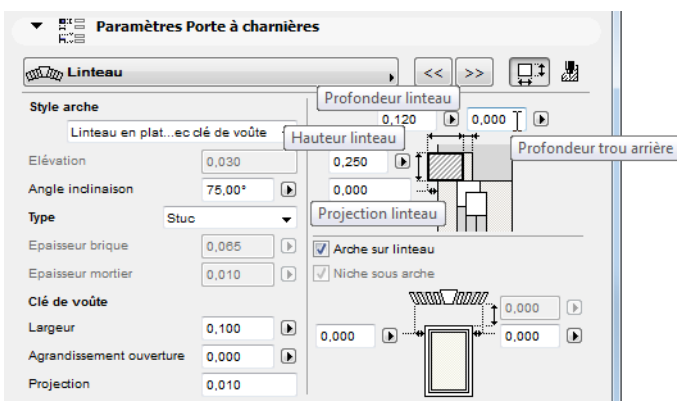 Paramètres Porte à charnières
Linteau
<< >>
Style arche
Linteau en plat...ec clé de voûte
Profondeur linteau
0,120 0,000
Hauteur linteau
Profondeur trou arrière
Elévation 0,030
0,250
Angle inclinaison 75,00°
0,000
Type Stuc
Projection linteau
Epaisseur brique 0,065
Arche sur linteau
Epaisseur mortier 0,010
Niche sous arche
Clé de voûte
0,000
Largeur 0,100
0,000 0,000
Agrandissement ouverture 0,000
Projection 0,010